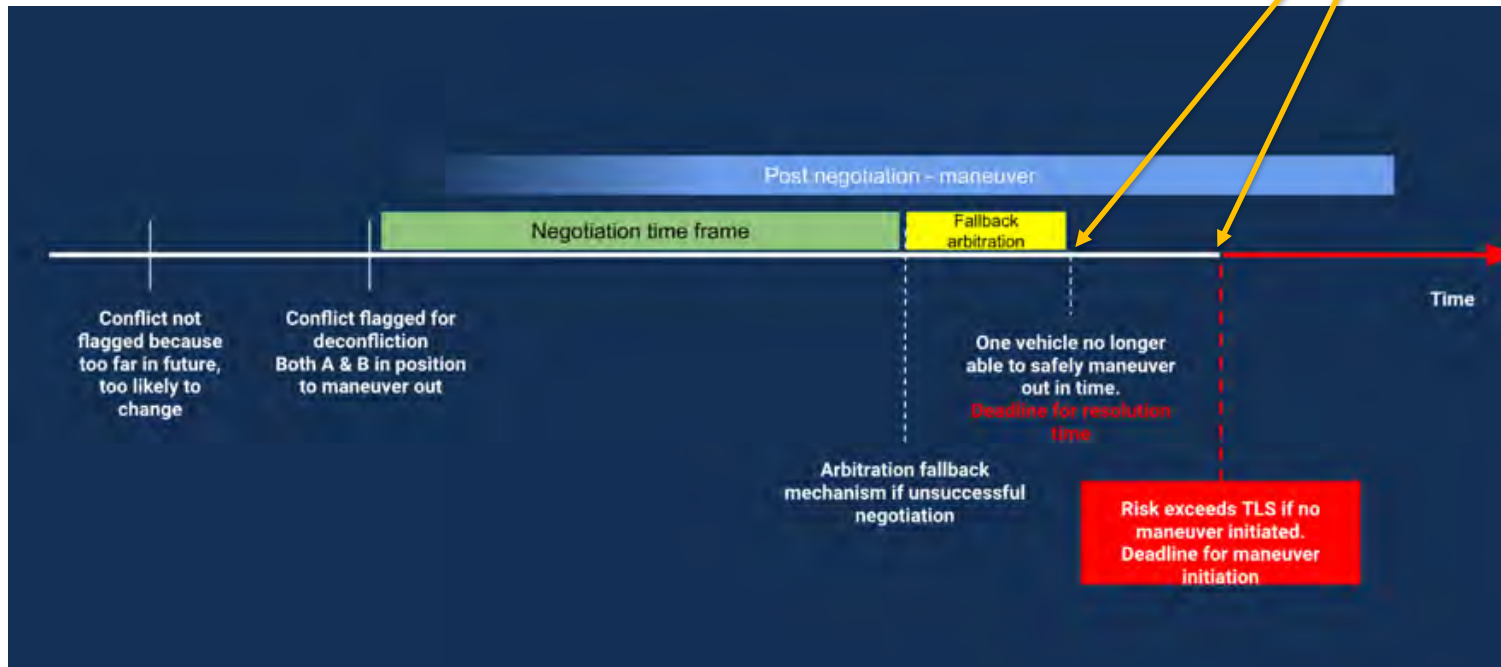 Post negotiation - maneuver
Negotiation time frame
Fallback
arbitration
Time
Conflict not
flagged because
too far in future,
too likely to
change
Conflict flagged for
deconfliction
Both A & B in position
to maneuver out
One vehicle no longer
able to safely maneuver
out in time.
Deadline for resolution
time
Arbitration fallback
mechanism if unsuccessful
negotiation
Risk exceeds TLS if no
maneuver initiated.
Deadline for maneuver
initiation